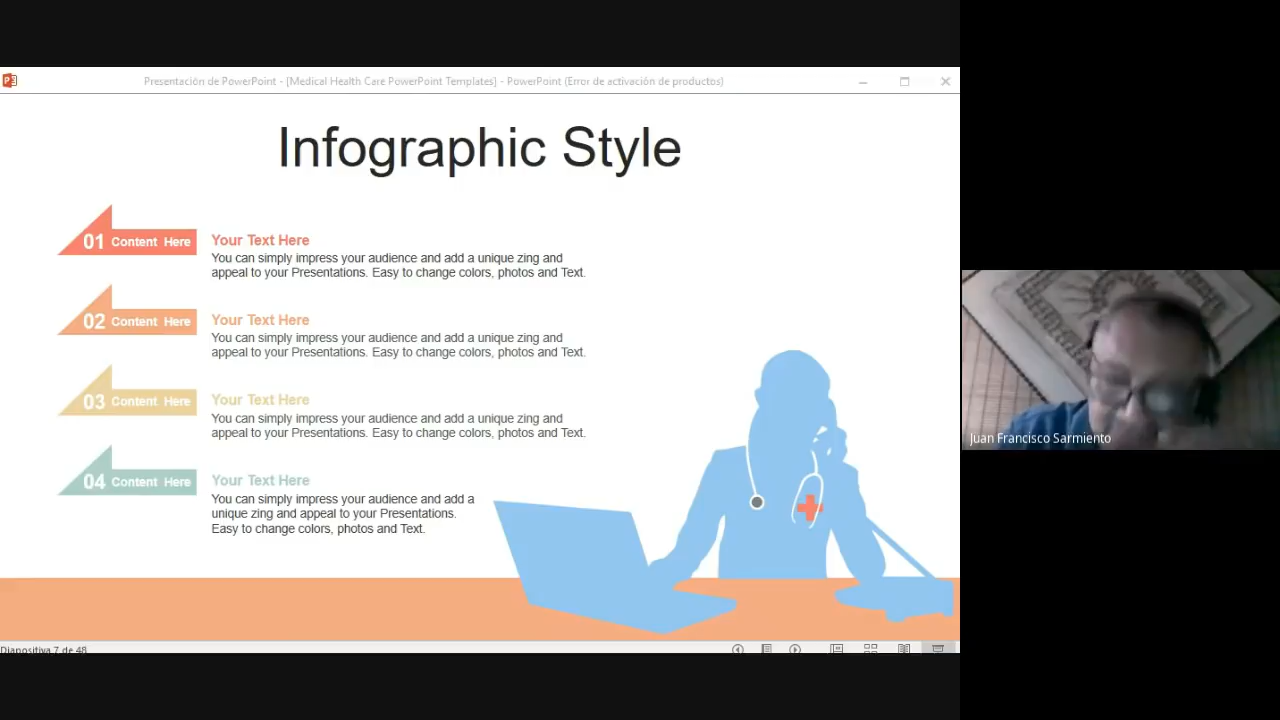 Presentación de PowerPoint - [Medical Health Care PowerPoint Templates] - PowerPoint (Error de activación de productos)
Infographic Style
01 Content Here
Your Text Here
You can simply impress your audience and add a unique zing and
appeal to your Presentations. Easy to change colors, photos and Text.
02 Content Here
Your Text Here
You can simply impress your audience and add a unique zing and
appeal to your Presentations. Easy to change colors, photos and Text.
03 Content Here
Your Text Here
You can simply impress your audience and add a unique zing and
appeal to your Presentations. Easy to change colors, photos and Text.
04 Content Here
Your Text Here
You can simply impress your audience and add a
unique zing and appeal to your Presentations.
Easy to change colors, photos and Text.
Juan Francisco Sarmiento
Diapositiva 7 de 48